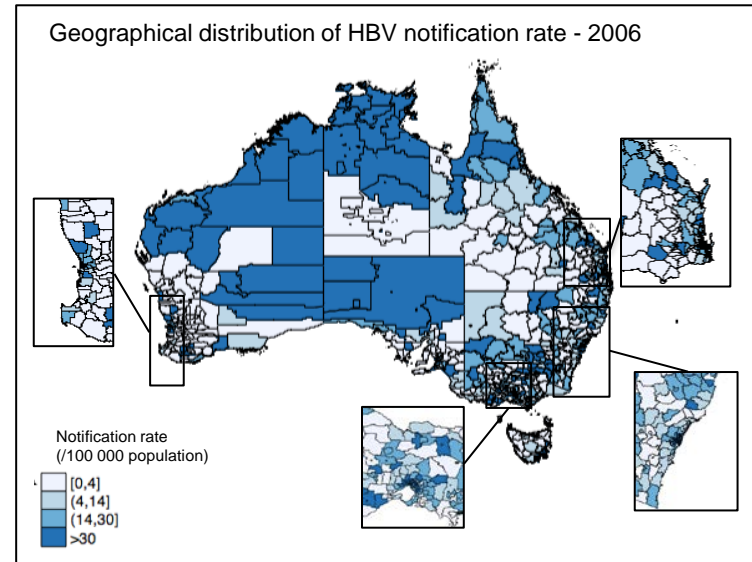 Geographical distribution of HBV notification rate - 2006
Notification rate
(/100 000 population)
[0,4]
(4,14]
(14,30]
>30